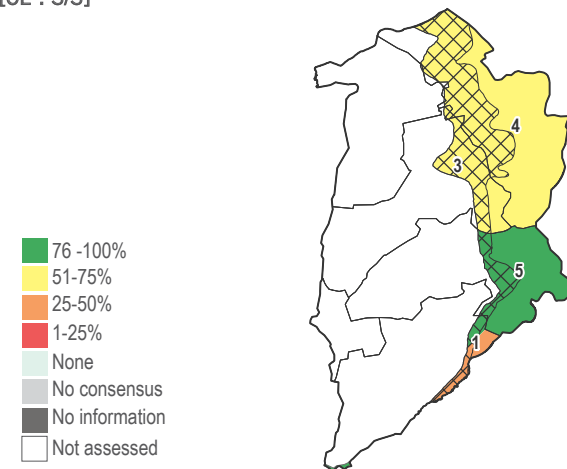 4
3
5
1
76 -100%
51-75%
25-50%
1-25%
None
No consensus
No information
Not assessed